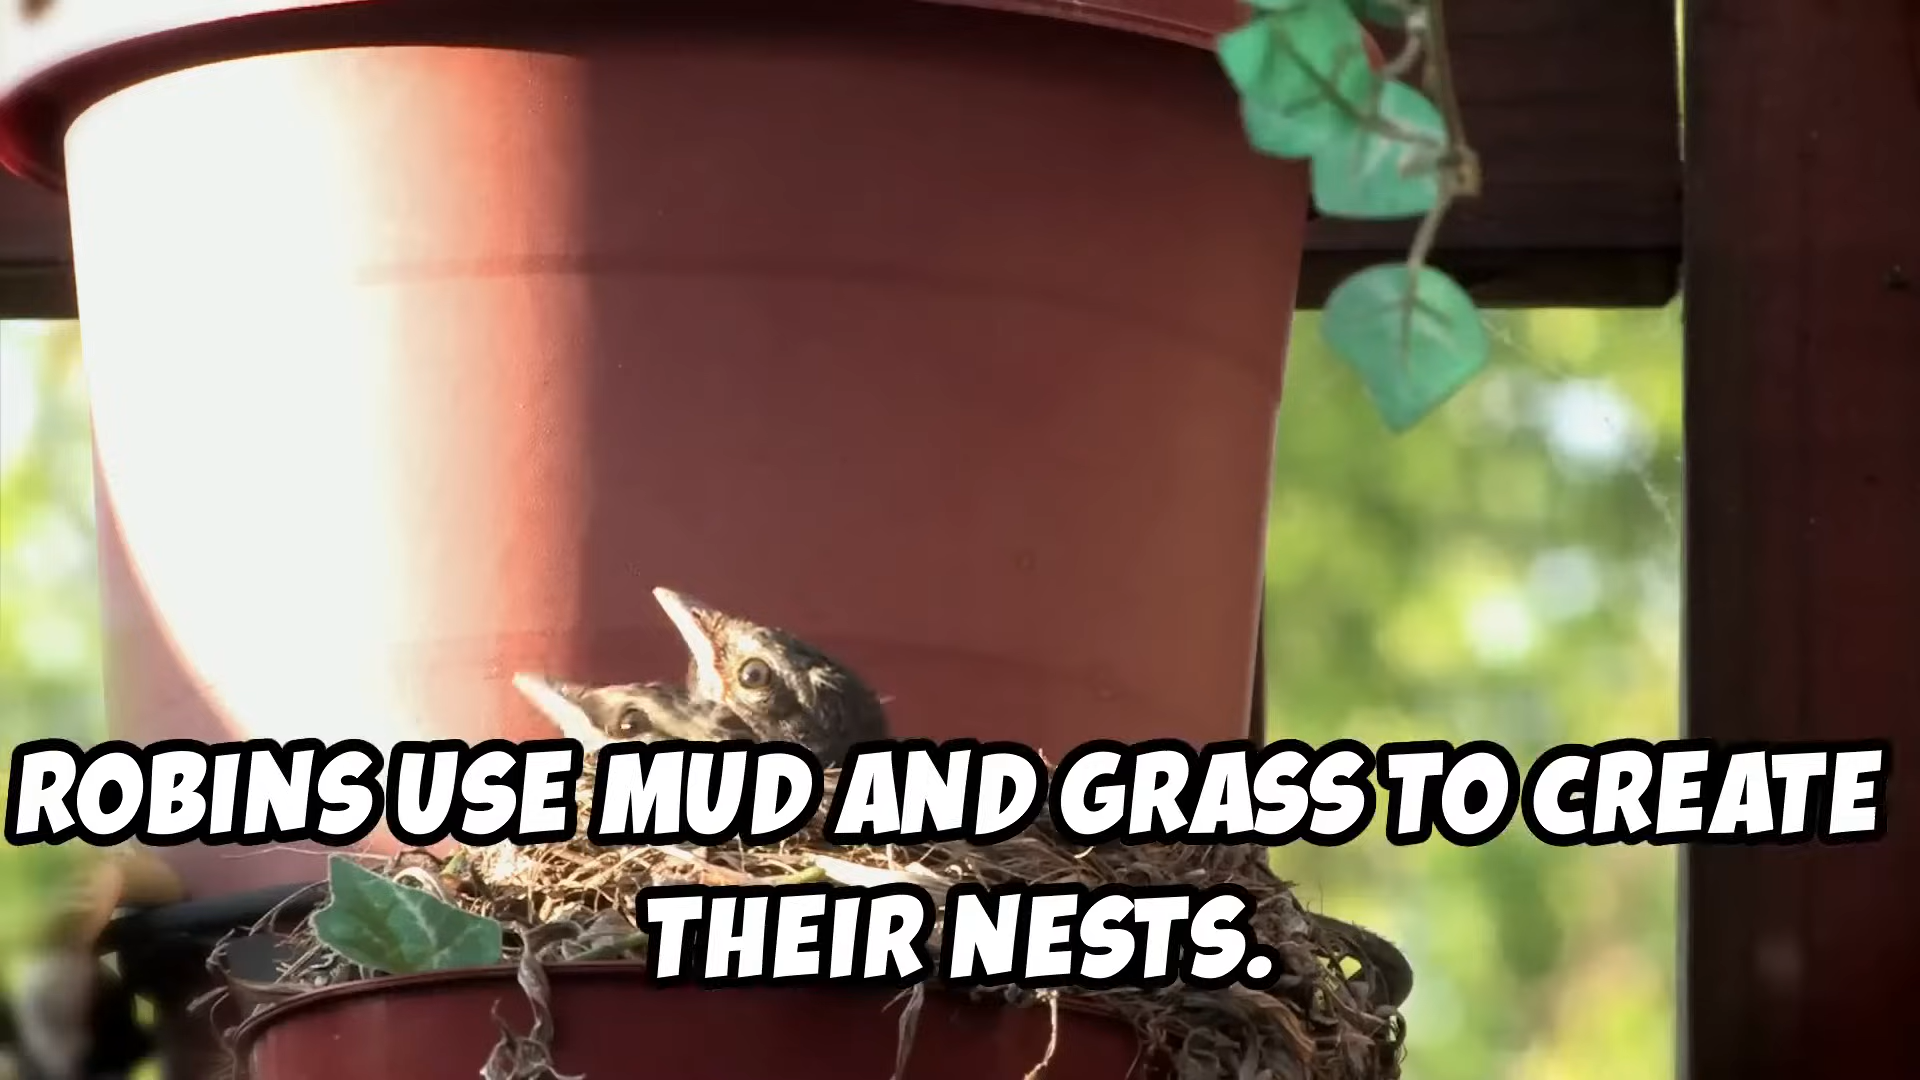 ROBINS USE MUD AND GRASS TO CREATE
THEIR NESTS.